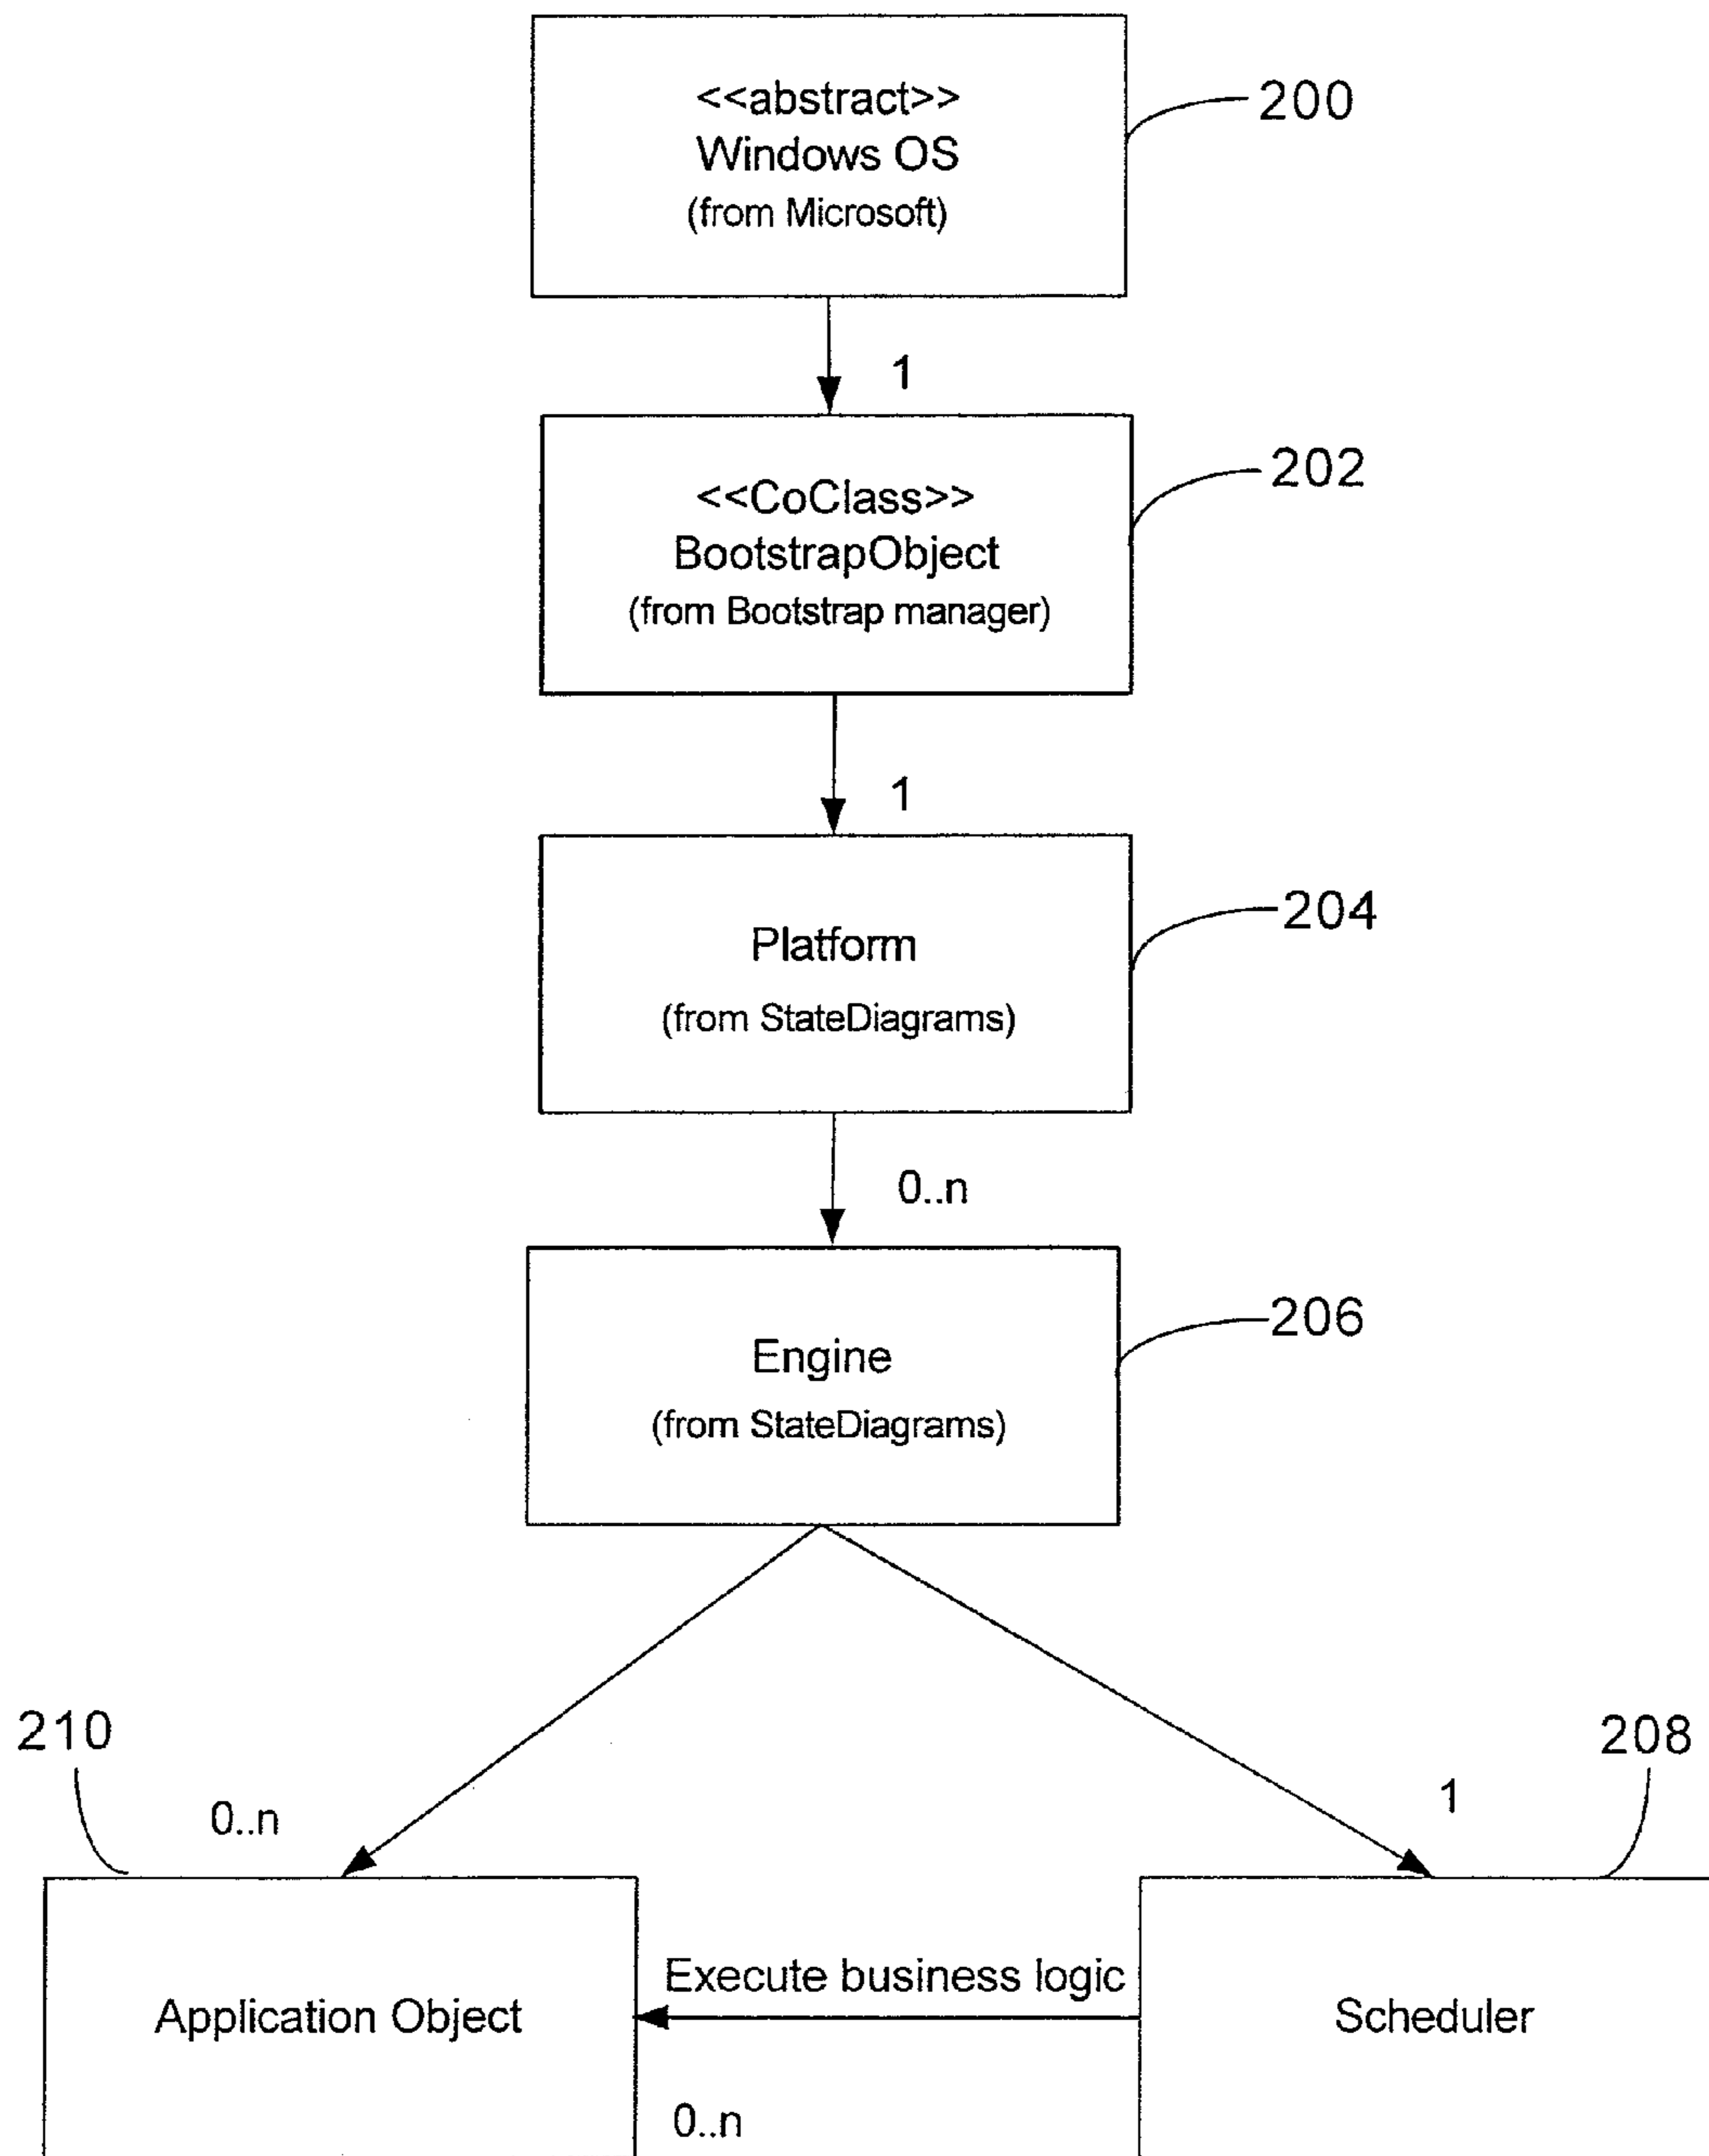 <<abstract>>
Windows OS
(from Microsoft)
200
1
<<CoClass>>
BootstrapObject
(from Bootstrap manager)
202
1
Platform
(from StateDiagrams)
204
0..n
Engine
(from StateDiagrams)
206
210
208
0..n
1
Application Object
Execute business logic
Scheduler
0..n